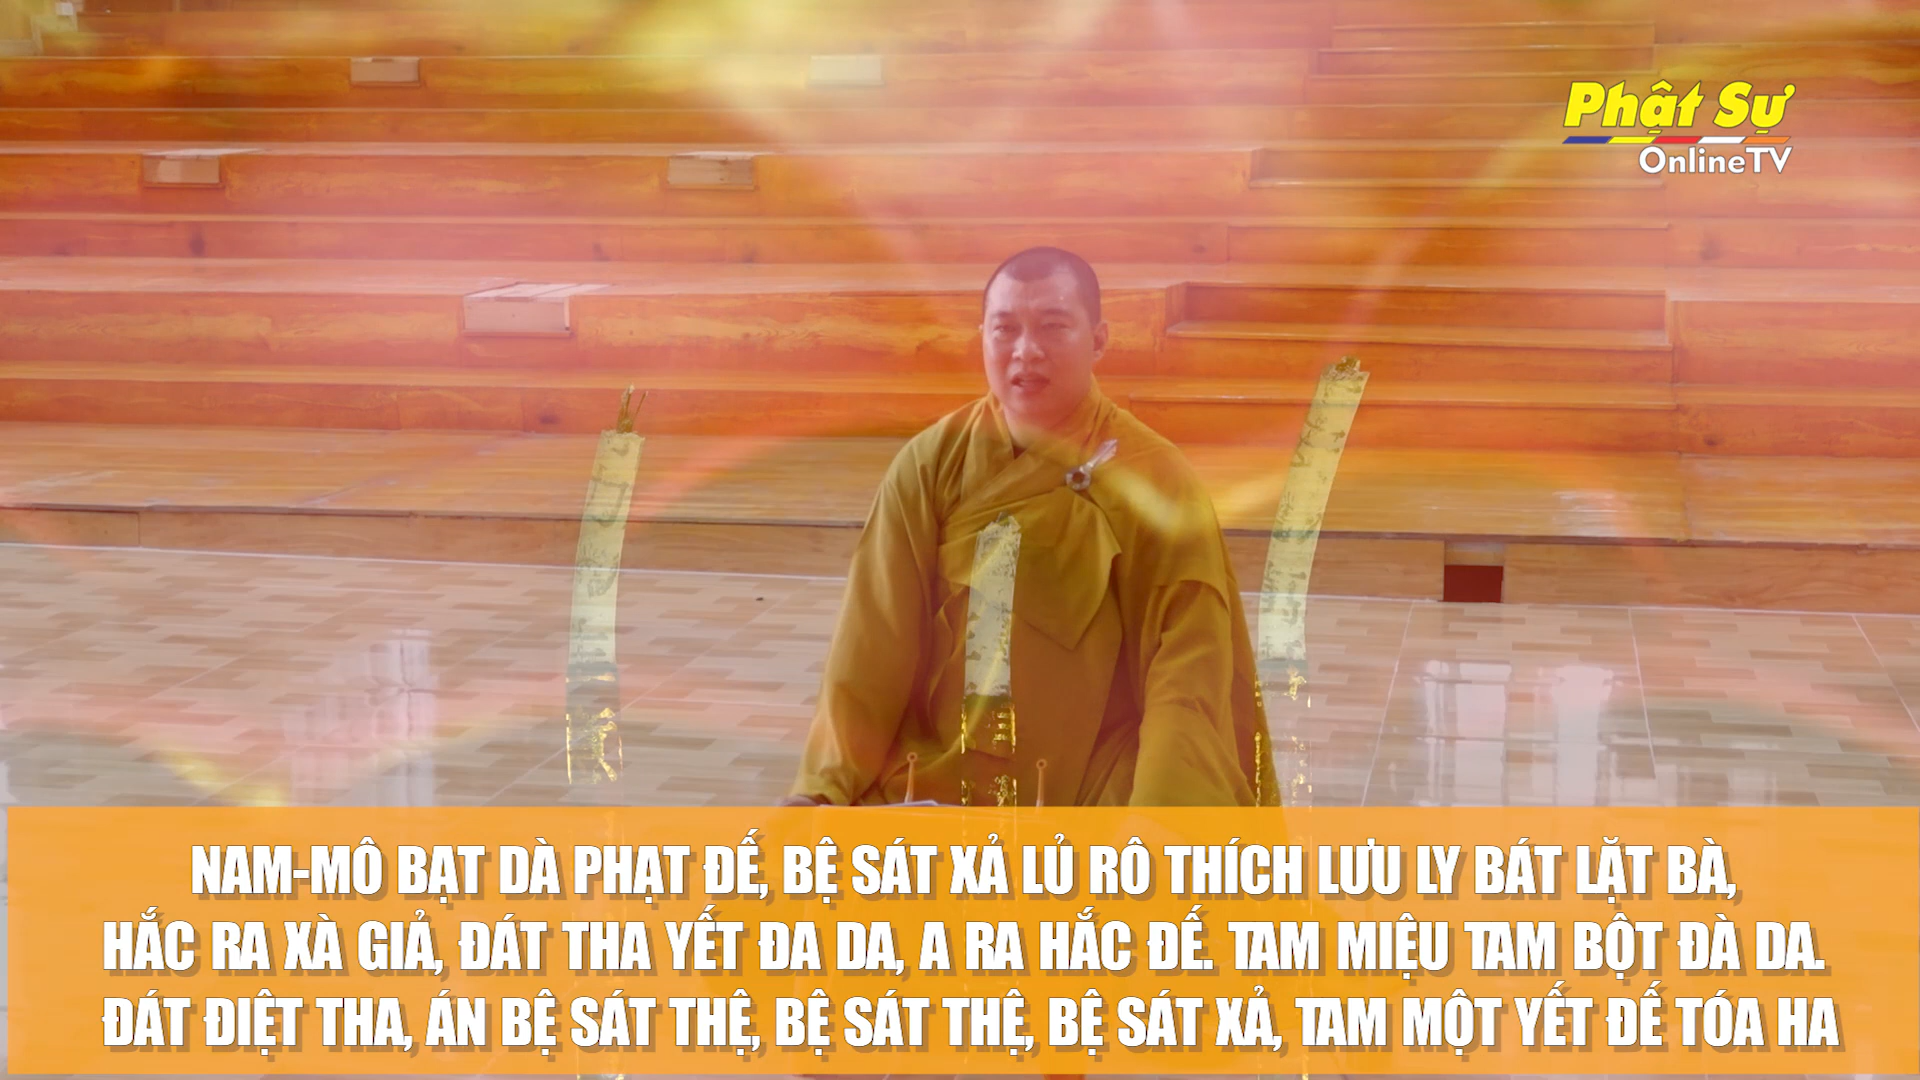 Phật Sự
OnlineTV
NAM-MÔ BẠT DÀ PHẠT ĐẾ, BỆ SÁT XẢ LỦ RÔ THÍCH LƯU LY BÁT LẶT BÀ,
HẮC RA XÀ GIẢ, ĐÁT THA YẾT ĐA DA, A RA HẮC ĐẾ. TAM MIỆU TAM BỘT ĐÀ DA.
ĐÁT ĐIỆT THA, ÁN BỆ SÁT THỆ, BỆ SÁT THỆ, BỆ SÁT XẢ, TAM MỘT YẾT ĐẾ TÓA HA